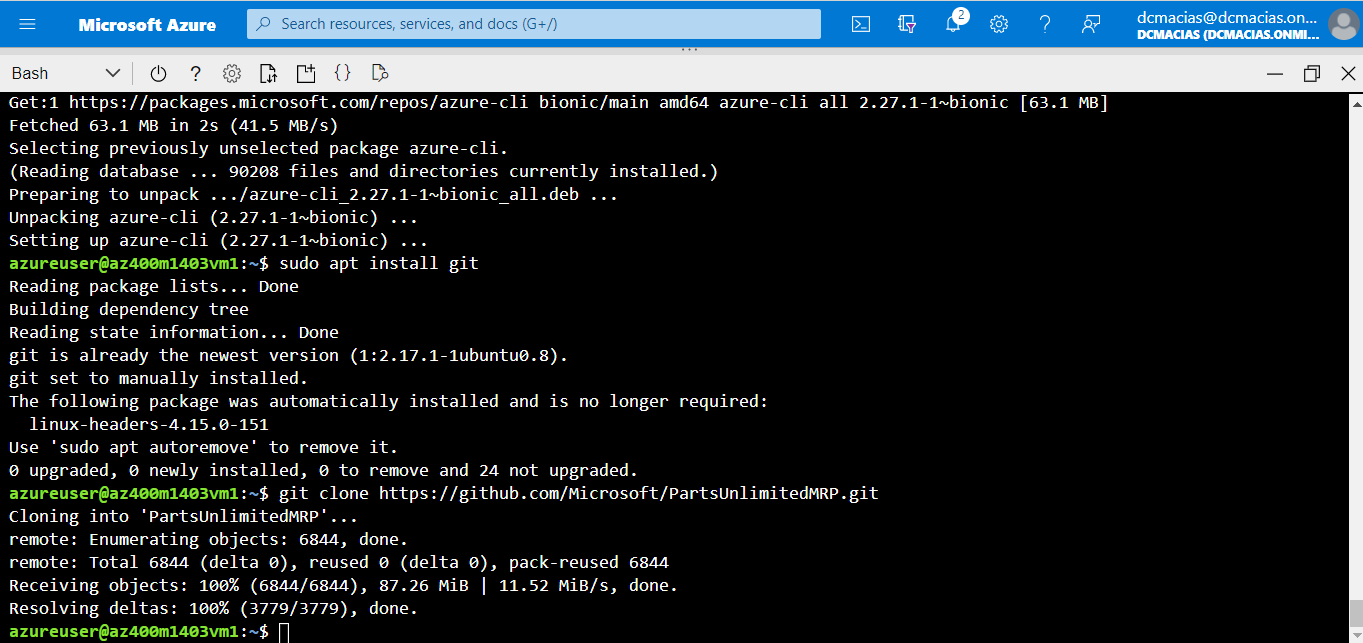 Microsoft Azure
Search resources, services, and docs (G+/)
2
dcmacias@dcmacias.on...
DCMACIAS (DCMACIAS.ONMI...
Bash
Get:1 https://packages.microsoft.com/repos/azure-cli bionic/main amd64 azure-cli all 2.27.1-1~bionic [63.1 MB]
Fetched 63.1 MB in 2s (41.5 MB/s)
Selecting previously unselected package azure-cli.
(Reading database ... 90208 files and directories currently installed.)
Preparing to unpack .../azure-cli_2.27.1-1~bionic_all.deb ...
Unpacking azure-cli (2.27.1-1~bionic) ...
Setting up azure-cli (2.27.1-1~bionic) ...
azureuser@az400m1403vm1:~$ sudo apt install git
Reading package lists... Done
Building dependency tree
Reading state information... Done
git is already the newest version (1:2.17.1-1ubuntu0.8).
git set to manually installed.
The following package was automatically installed and is no longer required:
  linux-headers-4.15.0-151
Use 'sudo apt autoremove' to remove it.
0 upgraded, 0 newly installed, 0 to remove and 24 not upgraded.
azureuser@az400m1403vm1:~$ git clone https://github.com/Microsoft/PartsUnlimitedMRP.git
Cloning into 'PartsUnlimitedMRP'...
remote: Enumerating objects: 6844, done.
remote: Total 6844 (delta 0), reused 0 (delta 0), pack-reused 6844
Receiving objects: 100% (6844/6844), 87.26 MiB | 11.52 MiB/s, done.
Resolving deltas: 100% (3779/3779), done.
azureuser@az400m1403vm1:~$